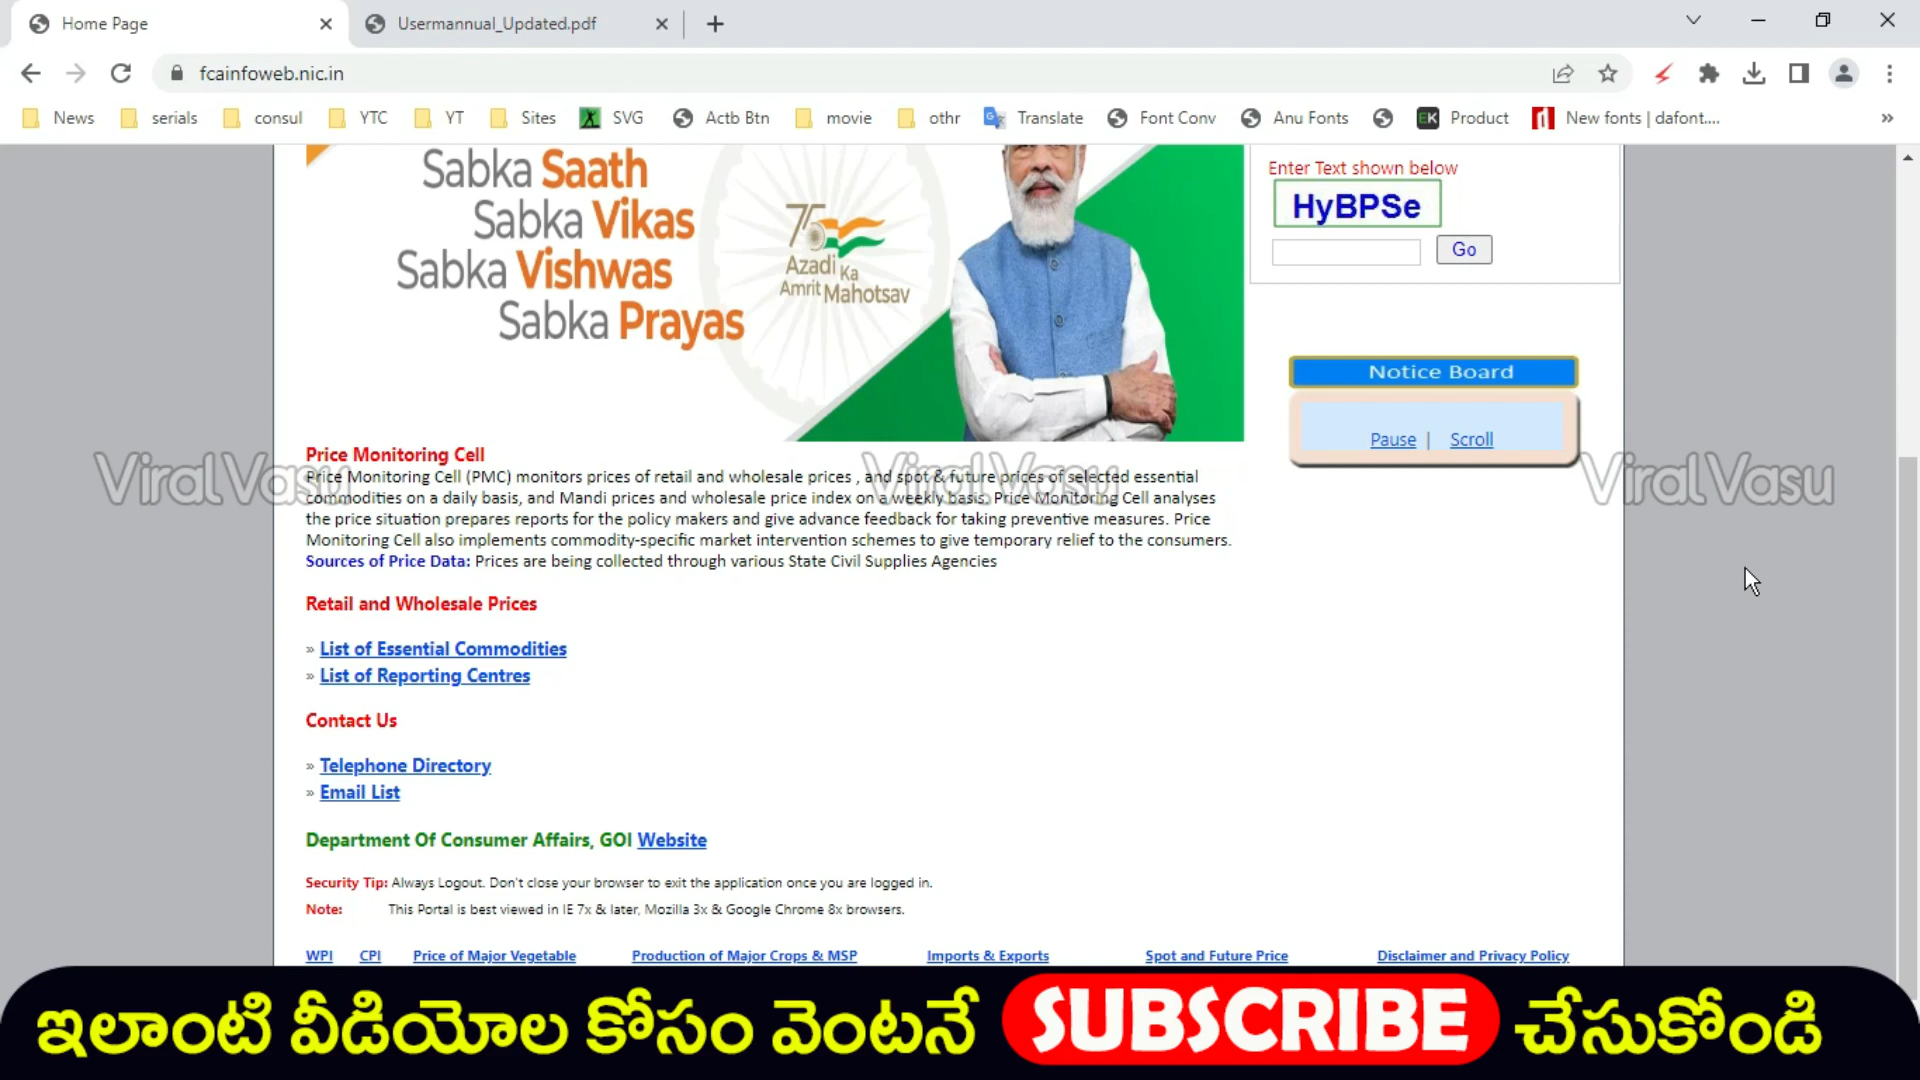 Home Page
Usermannual_Updated.pdf
fcainfoweb.nic.in
News serials consul YTC YT Sites SVG Actb Btn movie othr Translate Font Conv Anu Fonts Product New fonts | dafont....
Sabka Saath
Sabka Vikas
Sabka Vishwas
Sabka Prayas
75
Azadi Ka
Amrit Mahotsav
Enter Text shown below
HyBPSe
Go
Notice Board
Pause | Scroll
Price Monitoring Cell
Price Monitoring Cell (PMC) monitors prices of retail and wholesale prices , and spot & future prices of selected essential
commodities on a daily basis, and Mandi prices and wholesale price index on a weekly basis. Price Monitoring Cell analyses
the price situation prepares reports for the policy makers and give advance feedback for taking preventive measures. Price
Monitoring Cell also implements commodity-specific market intervention schemes to give temporary relief to the consumers.
Sources of Price Data: Prices are being collected through various State Civil Supplies Agencies
Viral Vasu Viral Vasu Viral Vasu
Retail and Wholesale Prices
» List of Essential Commodities
» List of Reporting Centres
Contact Us
» Telephone Directory
» Email List
Department Of Consumer Affairs, GOI Website
Security Tip: Always Logout. Don't close your browser to exit the application once you are logged in.
Note: This Portal is best viewed in IE 7x & later, Mozilla 3x & Google Chrome 8x browsers.
WPI CPI Price of Major Vegetable Production of Major Crops & MSP Imports & Exports Spot and Future Price Disclaimer and Privacy Policy
ఇలాంటి వీడియోల కోసం వెంటనే SUBSCRIBE చేసుకోండి